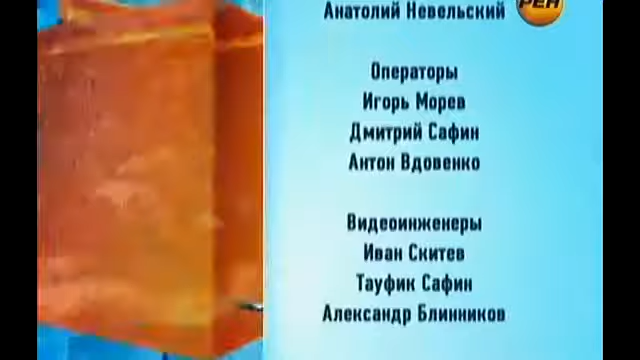 Анатолий Невельский
РЕН
Операторы
Игорь Морев
Дмитрий Сафин
Антон Вдовенко
Видеоинженеры
Иван Скитев
Тауфик Сафин
Александр Блинников